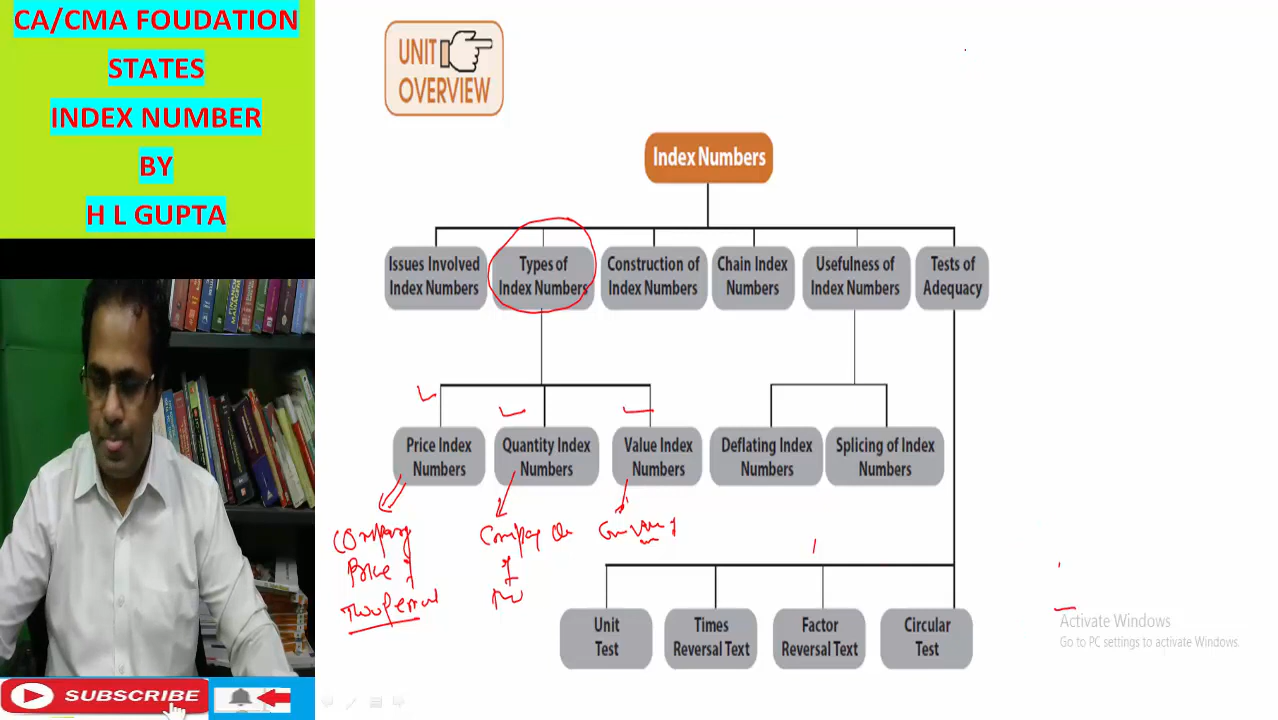 CA/CMA FOUDATION
STATES
INDEX NUMBER
BY
H L GUPTA
UNIT
OVERVIEW
Index Numbers
Issues Involved
Index Numbers
Types of
Index Numbers
Construction of
Index Numbers
Chain Index
Numbers
Usefulness of
Index Numbers
Tests of
Adequacy
Price Index
Numbers
Quantity Index
Numbers
Value Index
Numbers
Deflating Index
Numbers
Splicing of Index
Numbers
Price of
of
Unit
Test
Times
Reversal Text
Factor
Reversal Text
Circular
Test
Activate Windows
Go to PC settings to activate Windows.
SUBSCRIBE